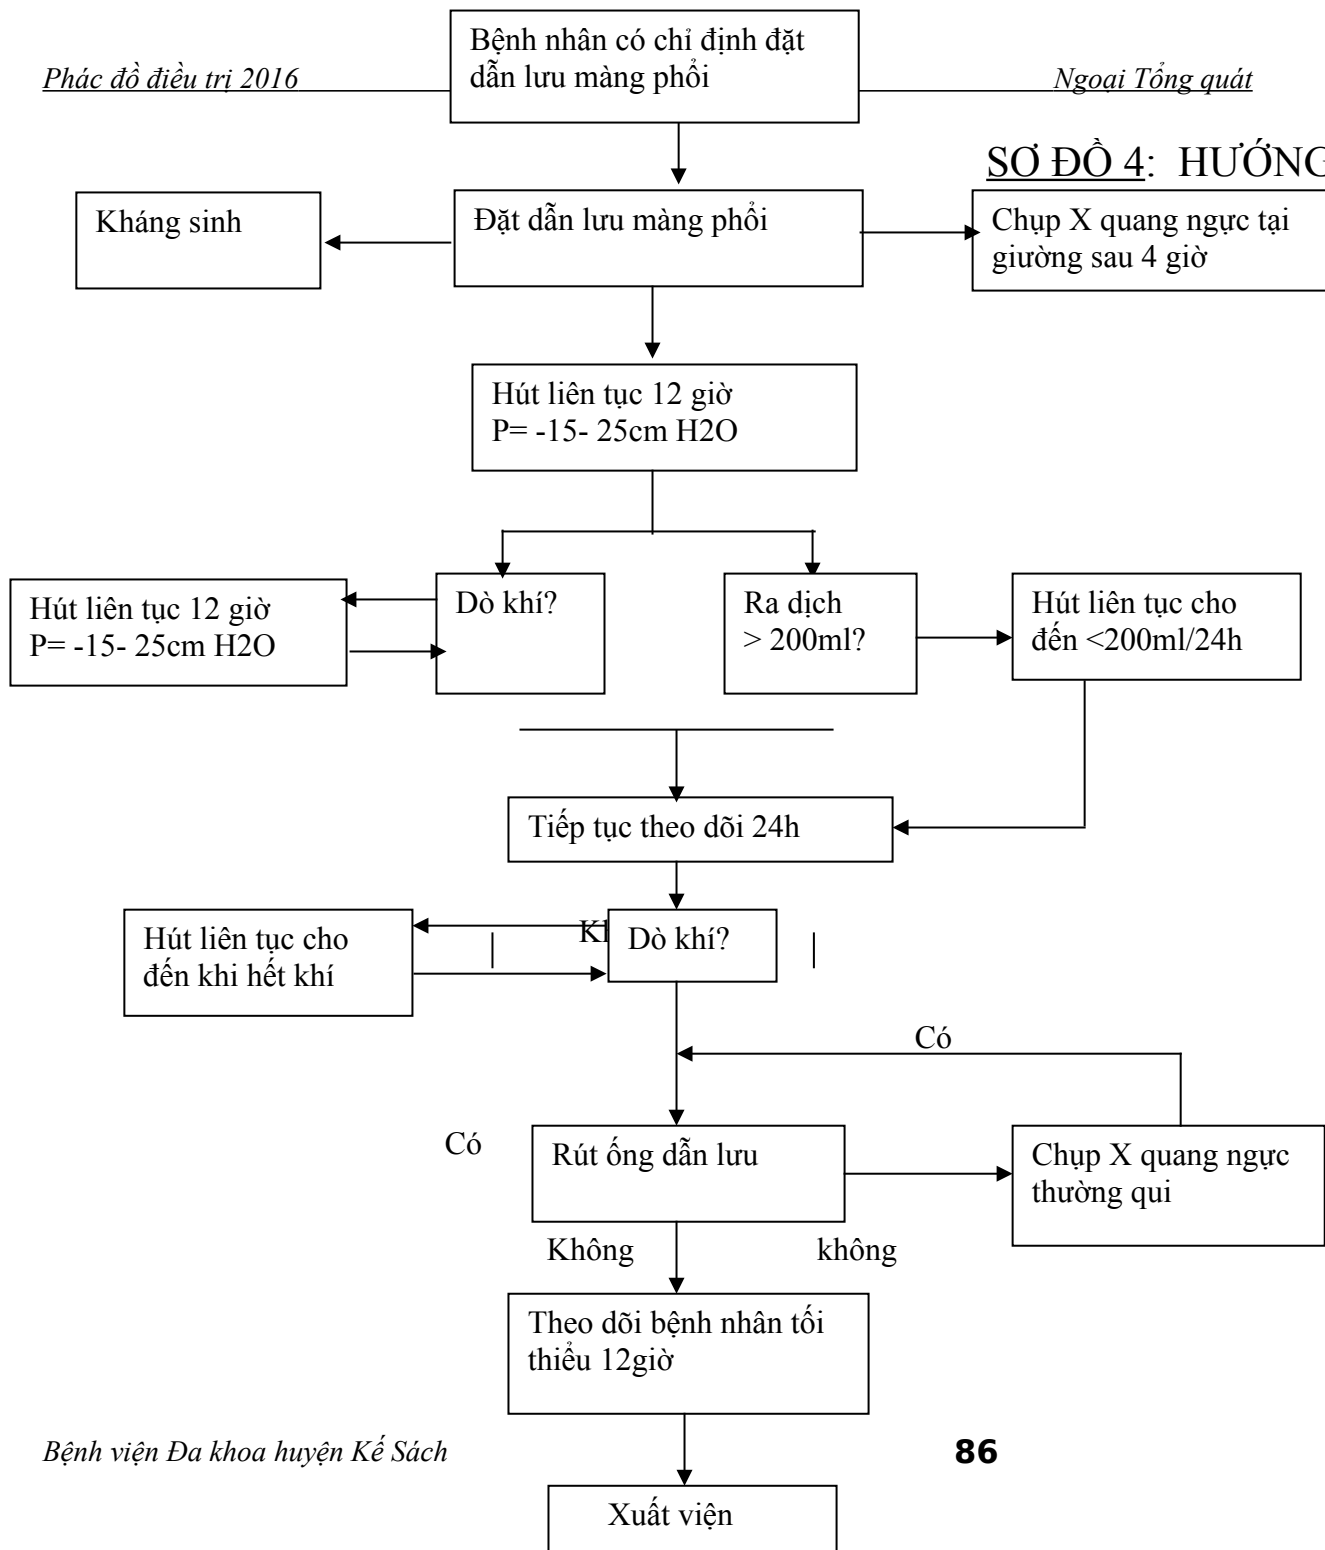 Bệnh nhân có chỉ định đặt
dẫn lưu màng phổi
Phác đồ điều trị 2016
Ngoại Tổng quát
SƠ ĐỒ 4: HƯỚNG
Kháng sinh
Đặt dẫn lưu màng phổi
Chụp X quang ngực tại
giường sau 4 giờ
Hút liên tục 12 giờ
P= -15- 25cm H2O
Hút liên tục 12 giờ
P= -15- 25cm H2O
Dò khí?
Ra dịch
> 200ml?
Hút liên tục cho
đến <200ml/24h
Tiếp tục theo dõi 24h
Hút liên tục cho
đến khi hết khí
Dò khí?
Có
Có
Rút ống dẫn lưu
Chụp X quang ngực
thường qui
Không
không
Theo dõi bệnh nhân tối
thiểu 12giờ
Bệnh viện Đa khoa huyện Kế Sách
86
Xuất viện